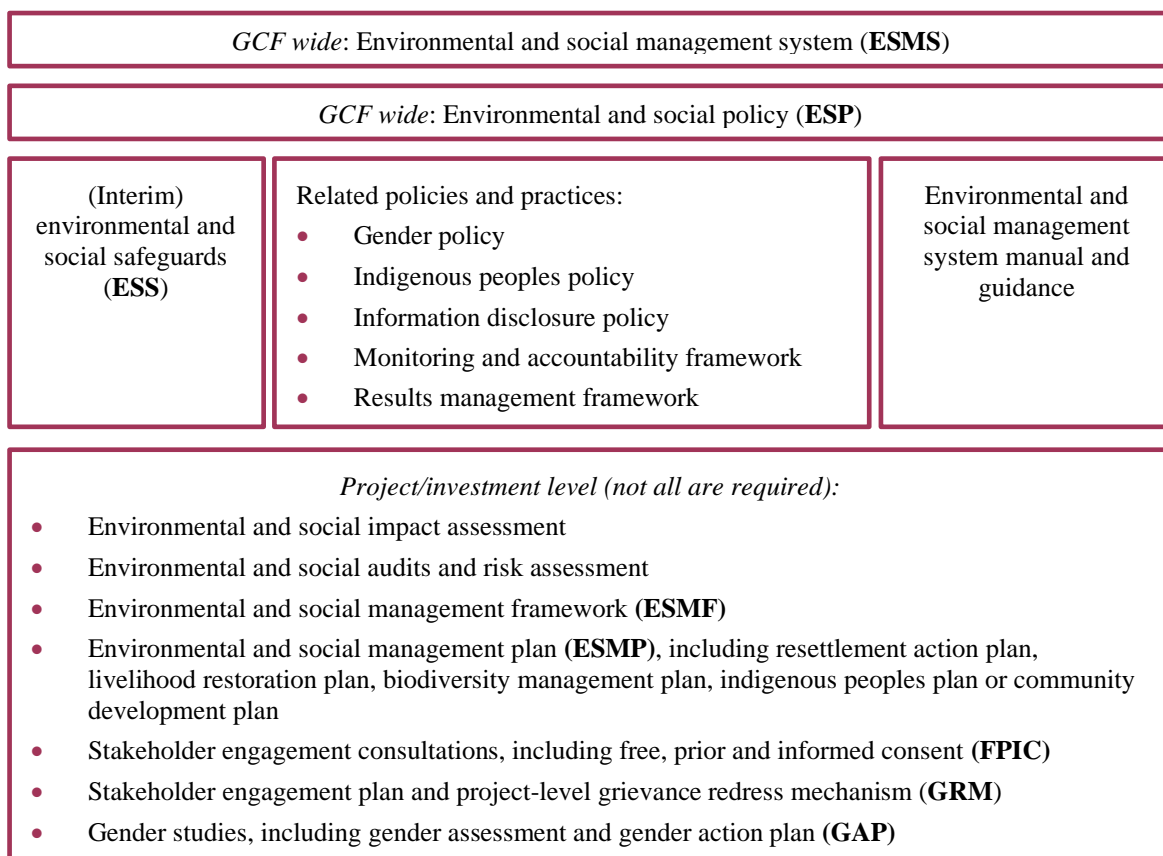 GCF wide: Environmental and social management system (ESMS)
GCF wide: Environmental and social policy (ESP)
(Interim)
environmental and
social safeguards
(ESS)
Related policies and practices:
• Gender policy
• Indigenous peoples policy
• Information disclosure policy
• Monitoring and accountability framework
• Results management framework
Environmental and
social management
system manual and
guidance
Project/investment level (not all are required):
• Environmental and social impact assessment
• Environmental and social audits and risk assessment
• Environmental and social management framework (ESMF)
• Environmental and social management plan (ESMP), including resettlement action plan,
livelihood restoration plan, biodiversity management plan, indigenous peoples plan or community
development plan
• Stakeholder engagement consultations, including free, prior and informed consent (FPIC)
• Stakeholder engagement plan and project-level grievance redress mechanism (GRM)
• Gender studies, including gender assessment and gender action plan (GAP)